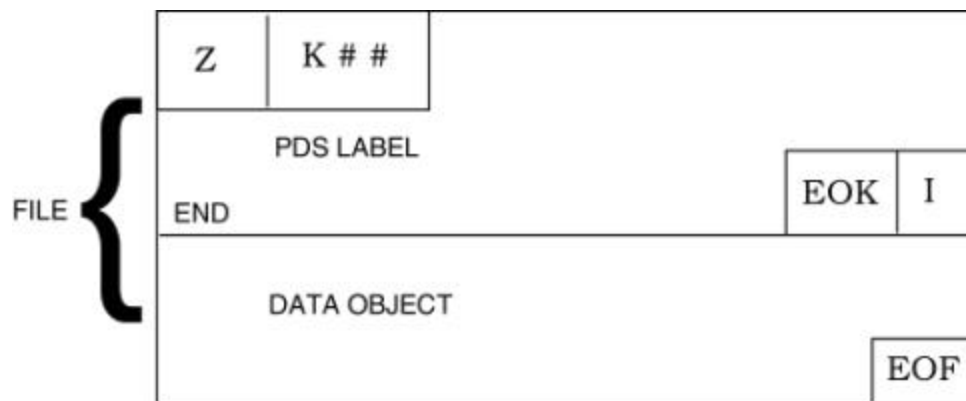 Z K # #
PDS LABEL
EOK I
FILE
END
DATA OBJECT
EOF